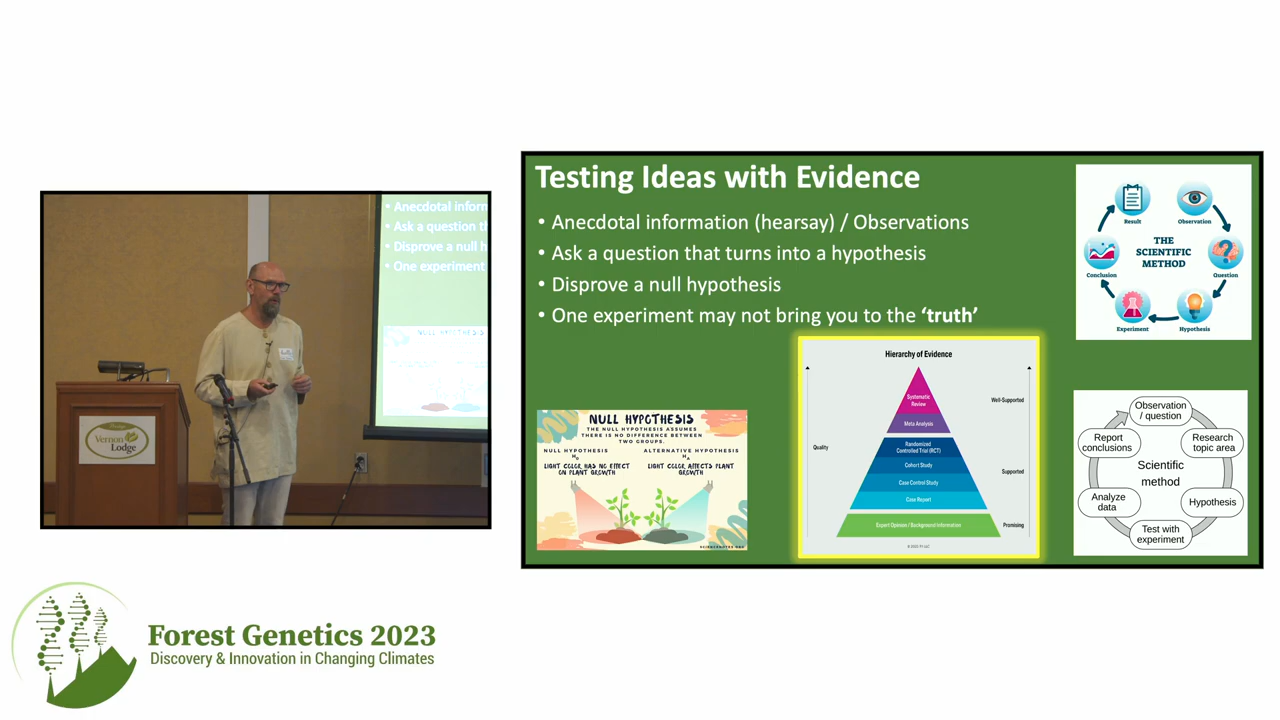 Anecdotal inform
Ask a question th
Disprove a null h
One experiment
NULL HYPOTHESIS
Vernon
Lodge
Testing Ideas with Evidence
• Anecdotal information (hearsay) / Observations
• Ask a question that turns into a hypothesis
• Disprove a null hypothesis
• One experiment may not bring you to the ‘truth’
NULL HYPOTHESIS
THE NULL HYPOTHESIS ASSUMES
THERE IS NO DIFFERENCE BETWEEN
TWO GROUPS.
NULL HYPOTHESIS
H0
LIGHT COLOR HAS NO EFFECT
ON PLANT GROWTH
ALTERNATIVE HYPOTHESIS
HA
LIGHT COLOR AFFECTS PLANT
GROWTH
SCIENCENOTES.ORG
Hierarchy of Evidence
Systematic
Review
Meta Analysis
Randomized
Controlled Trial (RCT)
Cohort Study
Case Control Study
Case Report
Expert Opinion / Background Information
Quality
Well-Supported
Supported
Promising
THE
SCIENTIFIC
METHOD
Observation
Question
Hypothesis
Experiment
Conclusion
Result
Scientific
method
Observation
/ question
Research
topic area
Hypothesis
Test with
experiment
Analyze
data
Report
conclusions
Forest Genetics 2023
Discovery & Innovation in Changing Climates